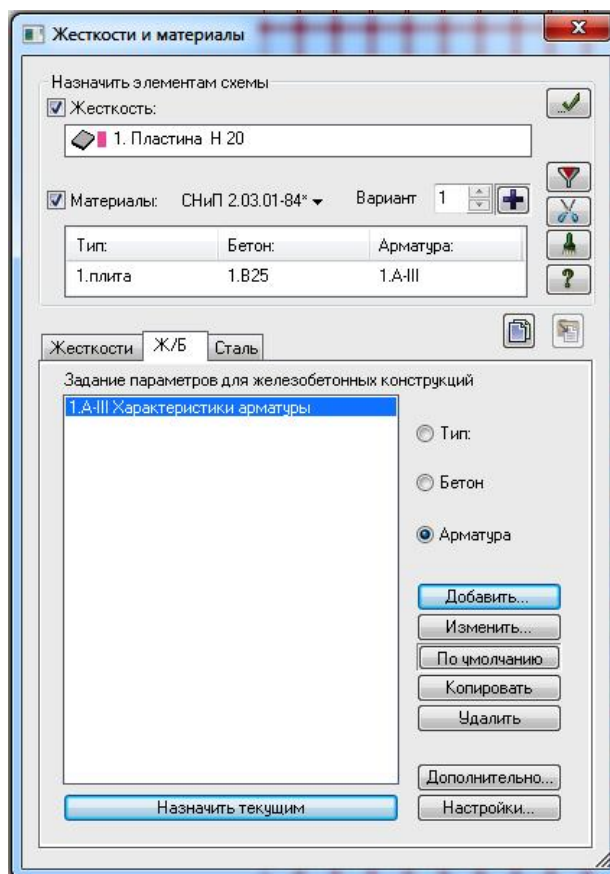 Жесткости и материалы
Назначить элементам схемы
Жесткость:
1. Пластина Н 20
Материалы: СНиП 2.03.01-84* Вариант 1
Тип: Бетон: Арматура:
1.плита 1.В25 1.А-III
Жесткости Ж/Б Сталь
Задание параметров для железобетонных конструкций
1.А-III Характеристики арматуры
Тип:
Бетон
Арматура
Добавить...
Изменить...
По умолчанию
Копировать
Удалить
Дополнительно...
Назначить текущим Настройки...